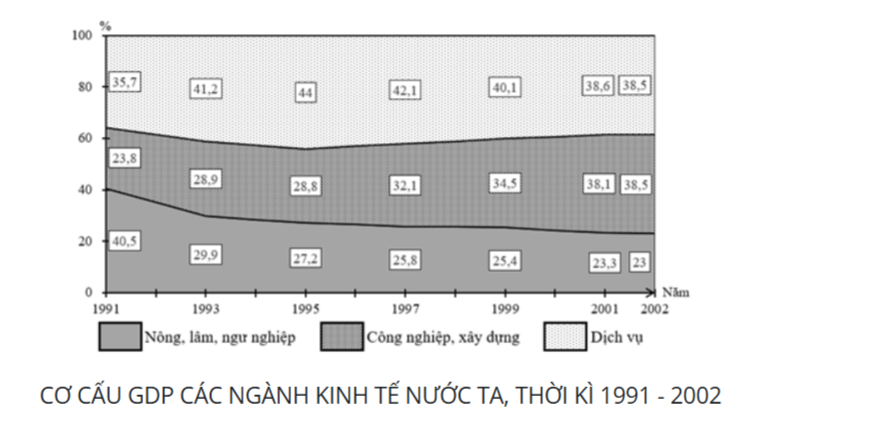 %
100
80
60
40
20
0
35,7 41,2 44 42,1 40,1 38,6 38,5
23,8 28,9 28,8 32,1 34,5 38,1 38,5
40,5 29,9 27,2 25,8 25,4 23,3 23
Năm
1991 1993 1995 1997 1999 2001 2002
Nông, lâm, ngư nghiệp Công nghiệp, xây dựng Dịch vụ
CƠ CẤU GDP CÁC NGÀNH KINH TẾ NƯỚC TA, THỜI KÌ 1991 - 2002